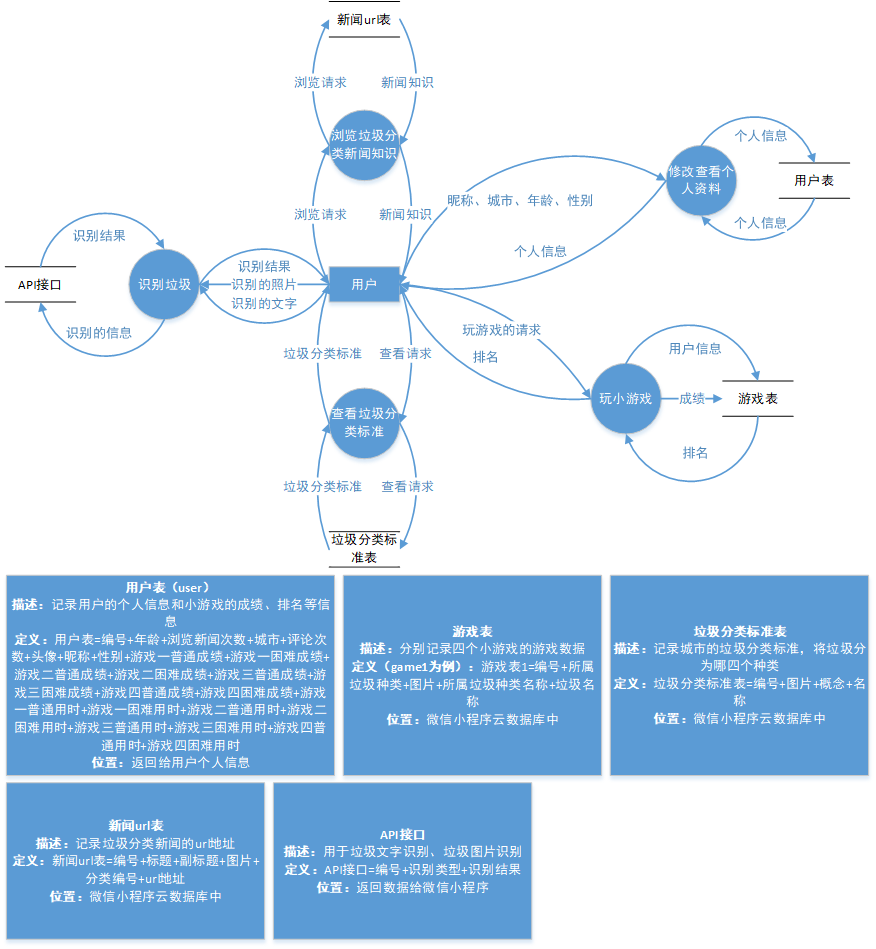 新闻url表
浏览请求
新闻知识
浏览垃圾分
类新闻知识
浏览请求
新闻知识
修改查看个
人资料
个人信息
用户表
个人信息
昵称、城市、年龄、性别
个人信息
识别结果
API接口
识别的信息
识别垃圾
识别结果
识别的照片
识别的文字
用户
玩游戏的请求
排名
玩小游戏
用户信息
成绩
游戏表
排名
垃圾分类标准
查看请求
查看垃圾分
类标准
垃圾分类标准
查看请求
垃圾分类标
准表
用户表（user）
描述：记录用户的个人信息和小游戏的成绩、排名等信
息
定义：用户表=编号+年龄+浏览新闻次数+城市+评论次
数+头像+昵称+性别+游戏一普通成绩+游戏一困难成绩+
游戏二普通成绩+游戏二困难成绩+游戏三普通成绩+游
戏三困难成绩+游戏四普通成绩+游戏四困难成绩+游戏
一普通用时+游戏一困难用时+游戏二普通用时+游戏二
困难用时+游戏三普通用时+游戏三困难用时+游戏四普
通用时+游戏四困难用时
位置：返回给用户个人信息
游戏表
描述：分别记录四个小游戏的游戏数据
定义（game1为例）：游戏表1=编号+所属
垃圾种类+图片+所属垃圾种类名称+垃圾名
称
位置：微信小程序云数据库中
垃圾分类标准表
描述：记录城市的垃圾分类标准，将垃圾分
为哪四个种类
定义：垃圾分类标准表=编号+图片+概念+名
称
位置：微信小程序云数据库中
新闻url表
描述：记录垃圾分类新闻的url地址
定义：新闻url表=编号+标题+副标题+图片+
分类编号+url地址
位置：微信小程序云数据库中
API接口
描述：用于垃圾文字识别、垃圾图片识别
定义：API接口=编号+识别类型+识别结果
位置：返回数据给微信小程序